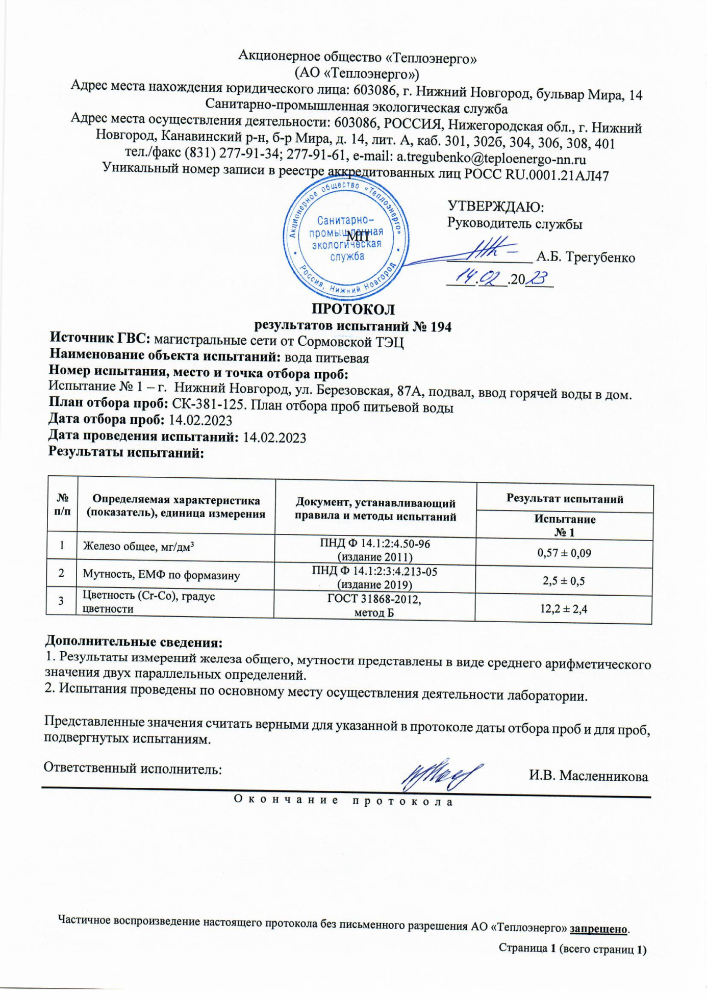 Акционерное общество «Теплоэнерго»
(АО «Теплоэнерго»)
Адрес места нахождения юридического лица: 603086, г. Нижний Новгород, бульвар Мира, 14
Санитарно-промышленная экологическая служба
Адрес места осуществления деятельности: 603086, РОССИЯ, Нижегородская обл., г. Нижний
Новгород, Канавинский р-н, б-р Мира, д. 14, лит. А, каб. 301, 302б, 304, 306, 308, 401
тел./факс (831) 277-91-34; 277-91-61, e-mail: a.tregubenko@teploenergo-nn.ru
Уникальный номер записи в реестре аккредитованных лиц РОСС RU.0001.21АЛ47
Акционерное общество «Теплоэнерго»
Санитарно-
промышленная
экологическая
служба
Россия, Нижний Новгород
МП
УТВЕРЖДАЮ:
Руководитель службы
А.Б. Трегубенко
14.02.2023
ПРОТОКОЛ
результатов испытаний № 194
Источник ГВС: магистральные сети от Сормовской ТЭЦ
Наименование объекта испытаний: вода питьевая
Номер испытания, место и точка отбора проб:
Испытание № 1 – г. Нижний Новгород, ул. Березовская, 87А, подвал, ввод горячей воды в дом.
План отбора проб: СК-381-125. План отбора проб питьевой воды
Дата отбора проб: 14.02.2023
Дата проведения испытаний: 14.02.2023
Результаты испытаний:
№
п/п
Определяемая характеристика
(показатель), единица измерения
Документ, устанавливающий
правила и методы испытаний
Результат испытаний
Испытание
№ 1
1
Железо общее, мг/дм³
ПНД Ф 14.1:2:4.50-96
(издание 2011)
0,57 ± 0,09
2
Мутность, ЕМФ по формазину
ПНД Ф 14.1:2:3:4.213-05
(издание 2019)
2,5 ± 0,5
3
Цветность (Cr-Co), градус
цветности
ГОСТ 31868-2012,
метод Б
12,2 ± 2,4
Дополнительные сведения:
1. Результаты измерений железа общего, мутности представлены в виде среднего арифметического
значения двух параллельных определений.
2. Испытания проведены по основному месту осуществления деятельности лаборатории.
Представленные значения считать верными для указанной в протоколе даты отбора проб и для проб,
подвергнутых испытаниям.
Ответственный исполнитель:
И.В. Масленникова
Окончание протокола
Частичное воспроизведение настоящего протокола без письменного разрешения АО «Теплоэнерго» запрещено.
Страница 1 (всего страниц 1)